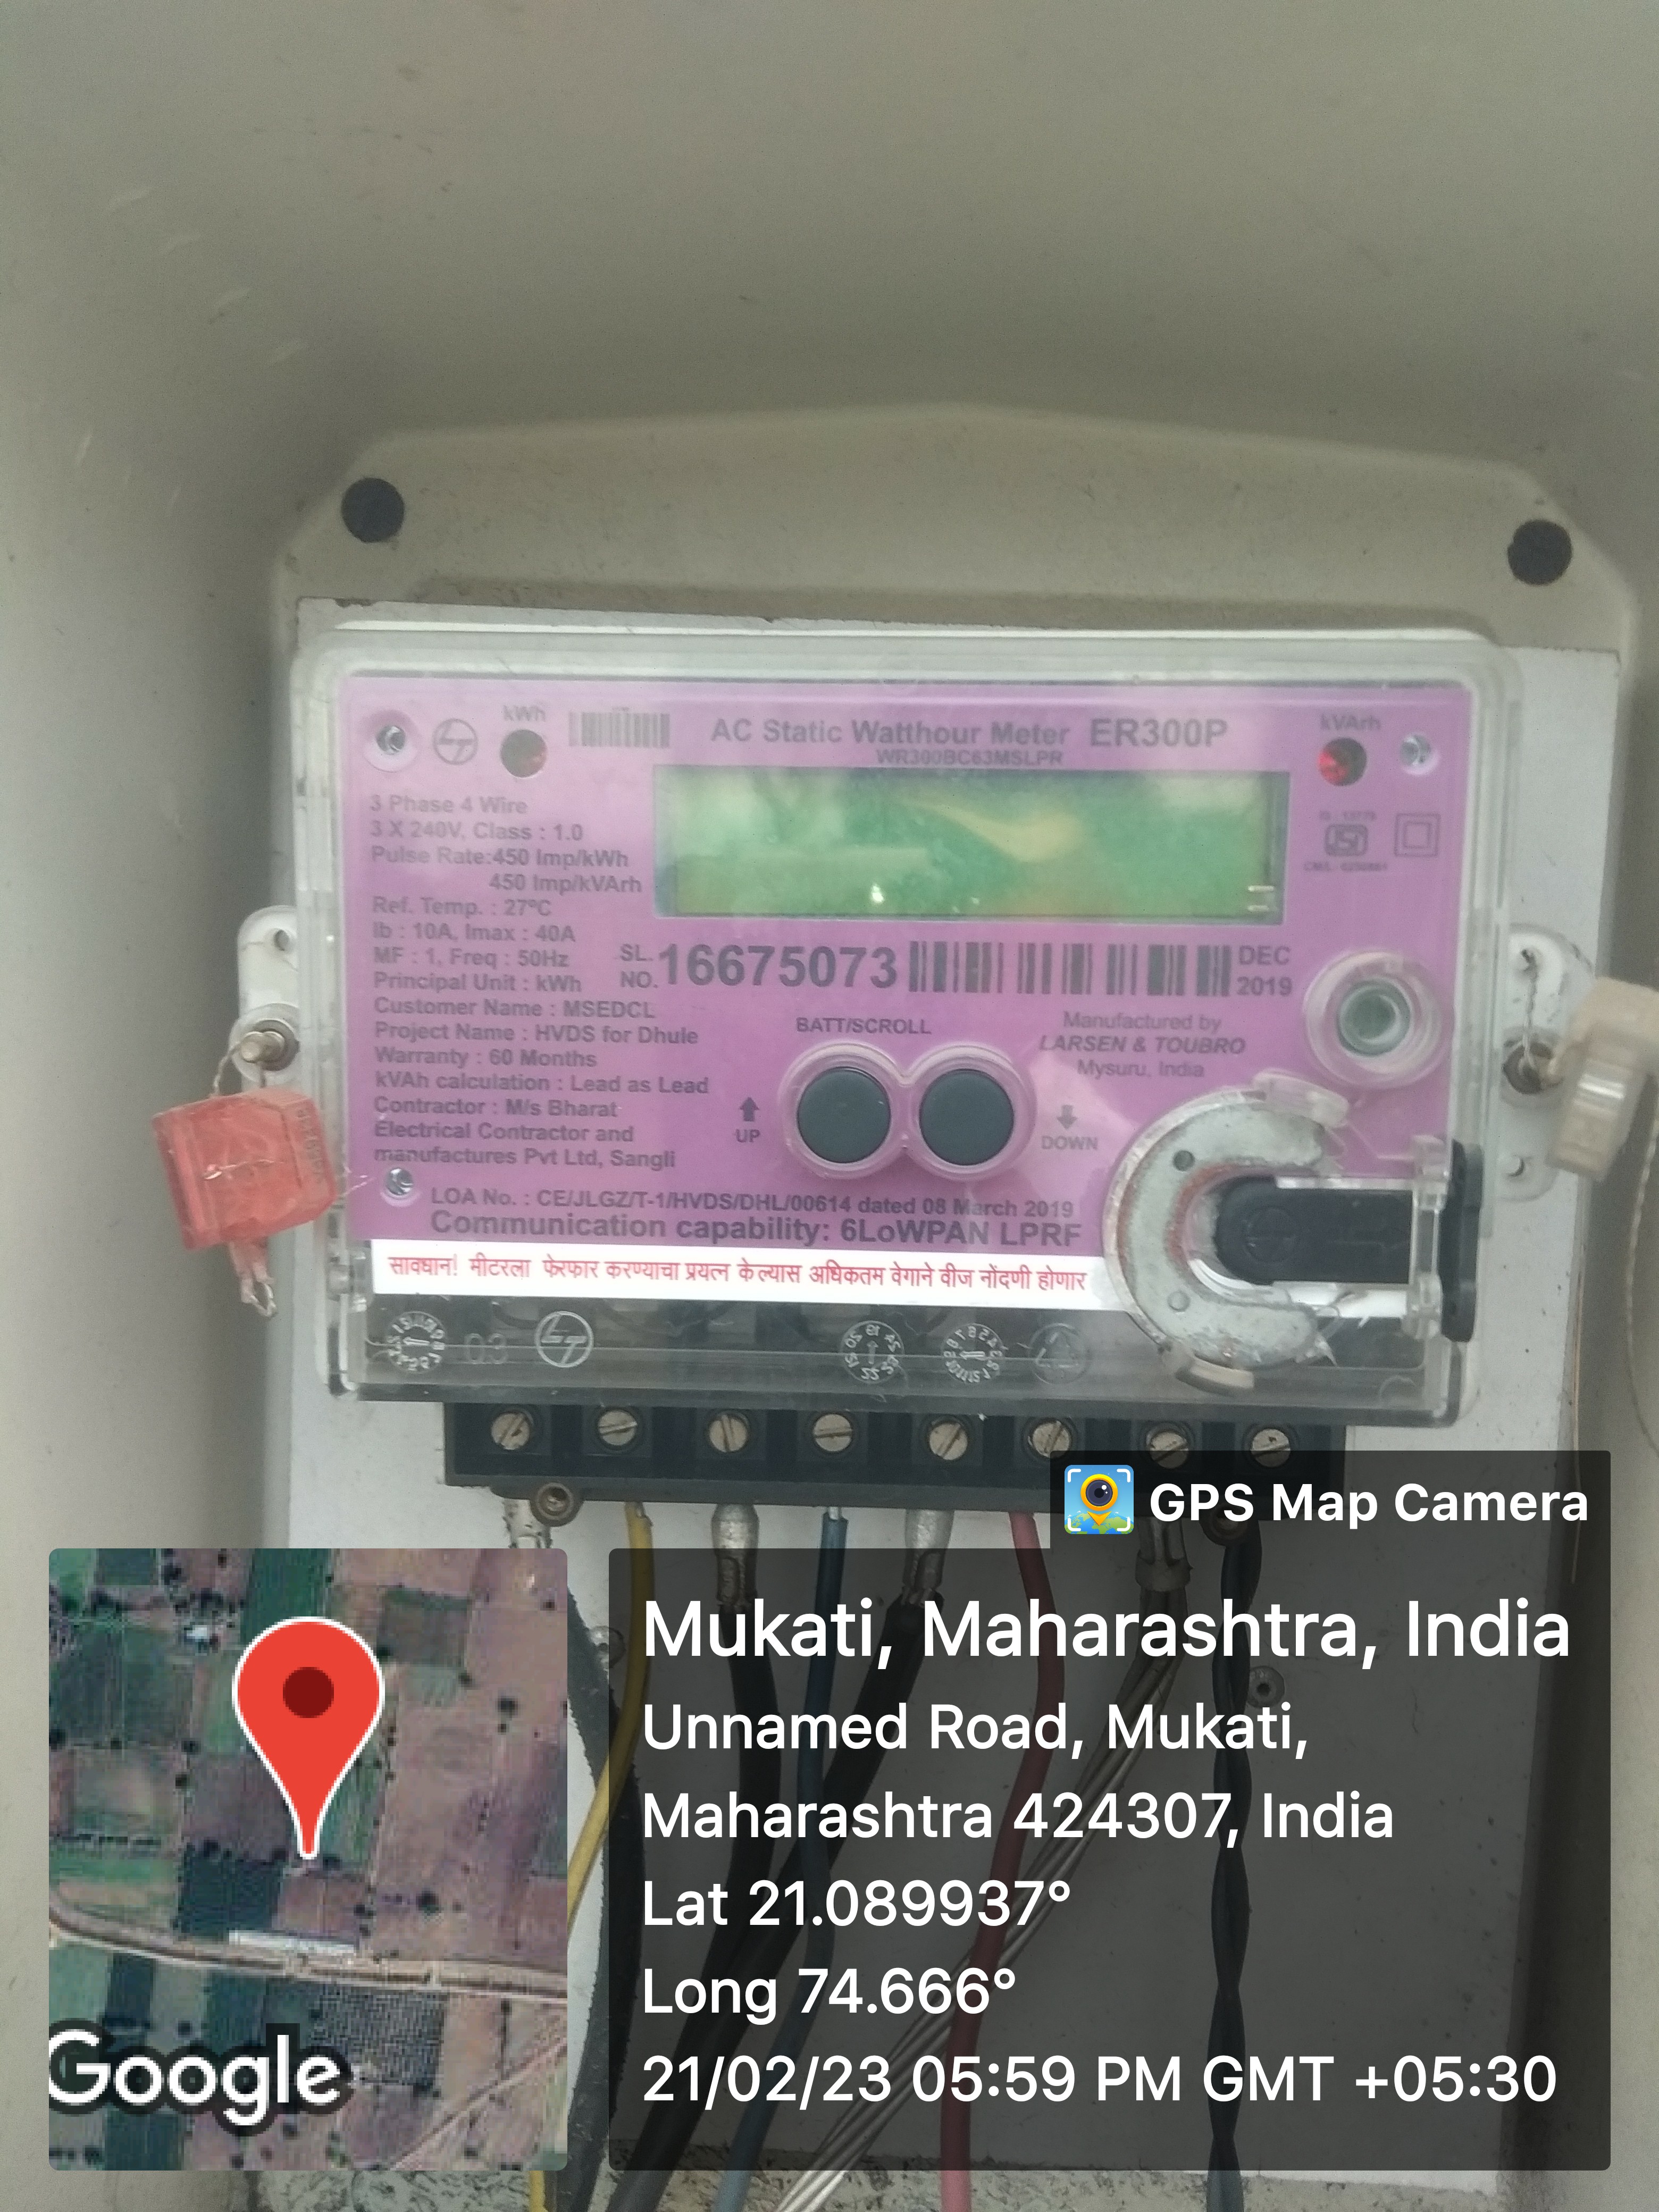 kWh
AC Static Watthour Meter ER300P
kVArh
WR300BC63MSLPR
3 Phase 4 Wire
3 X 240V, Class : 1.0
Pulse Rate:450 Imp/kWh
450 Imp/kVArh
Ref. Temp. : 27°C
Ib : 10A, Imax : 40A
MF : 1, Freq : 50Hz
Principal Unit : kWh
Customer Name : MSEDCL
Project Name : HVDS for Dhule
Warranty : 60 Months
kVAh calculation : Lead as Lead
Contractor : M/s Bharat
Electrical Contractor and
manufactures Pvt Ltd, Sangli
SL. NO. 16675073
DEC 2019
BATT/SCROLL
UP
DOWN
Manufactured by
LARSEN & TOUBRO
Mysuru, India
LOA No. : CE/JLGZ/T-1/HVDS/DHL/00614 dated 08 March 2019
Communication capability: 6LoWPAN LPRF
सावधान! मीटरला फेरफार करण्याचा प्रयत्न केल्यास अधिकतम वेगाने वीज नोंदणी होणार
03
GPS Map Camera
Mukati, Maharashtra, India
Unnamed Road, Mukati,
Maharashtra 424307, India
Lat 21.089937°
Long 74.666°
21/02/23 05:59 PM GMT +05:30
Google